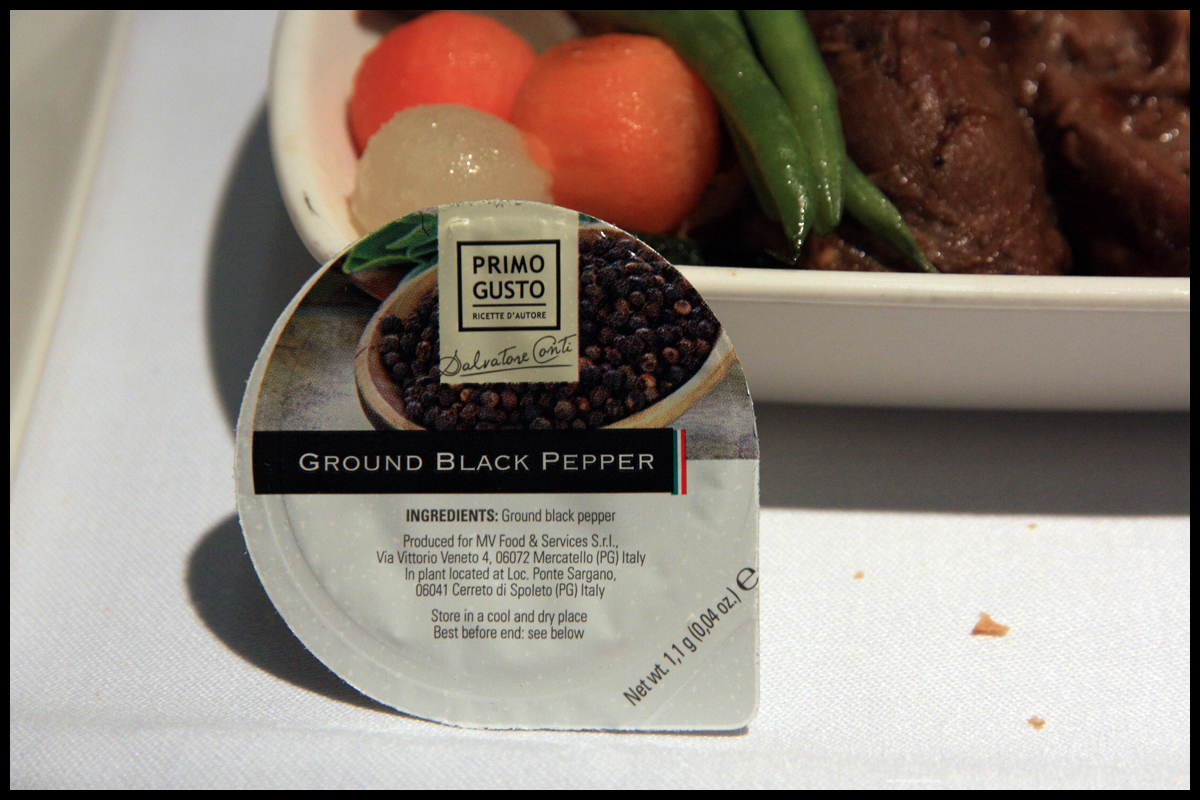 PRIMO
GUSTO
RICETTE D'AUTORE
Salvatore Conti
GROUND BLACK PEPPER
INGREDIENTS: Ground black pepper
Produced for MV Food & Services S.r.l.,
Via Vittorio Veneto 4, 06072 Mercatello (PG) Italy
In plant located at Loc. Ponte Sargano,
06041 Cerreto di Spoleto (PG) Italy
Store in a cool and dry place
Best before end: see below
Net wt. 1,1 g (0,04 oz.) ℮